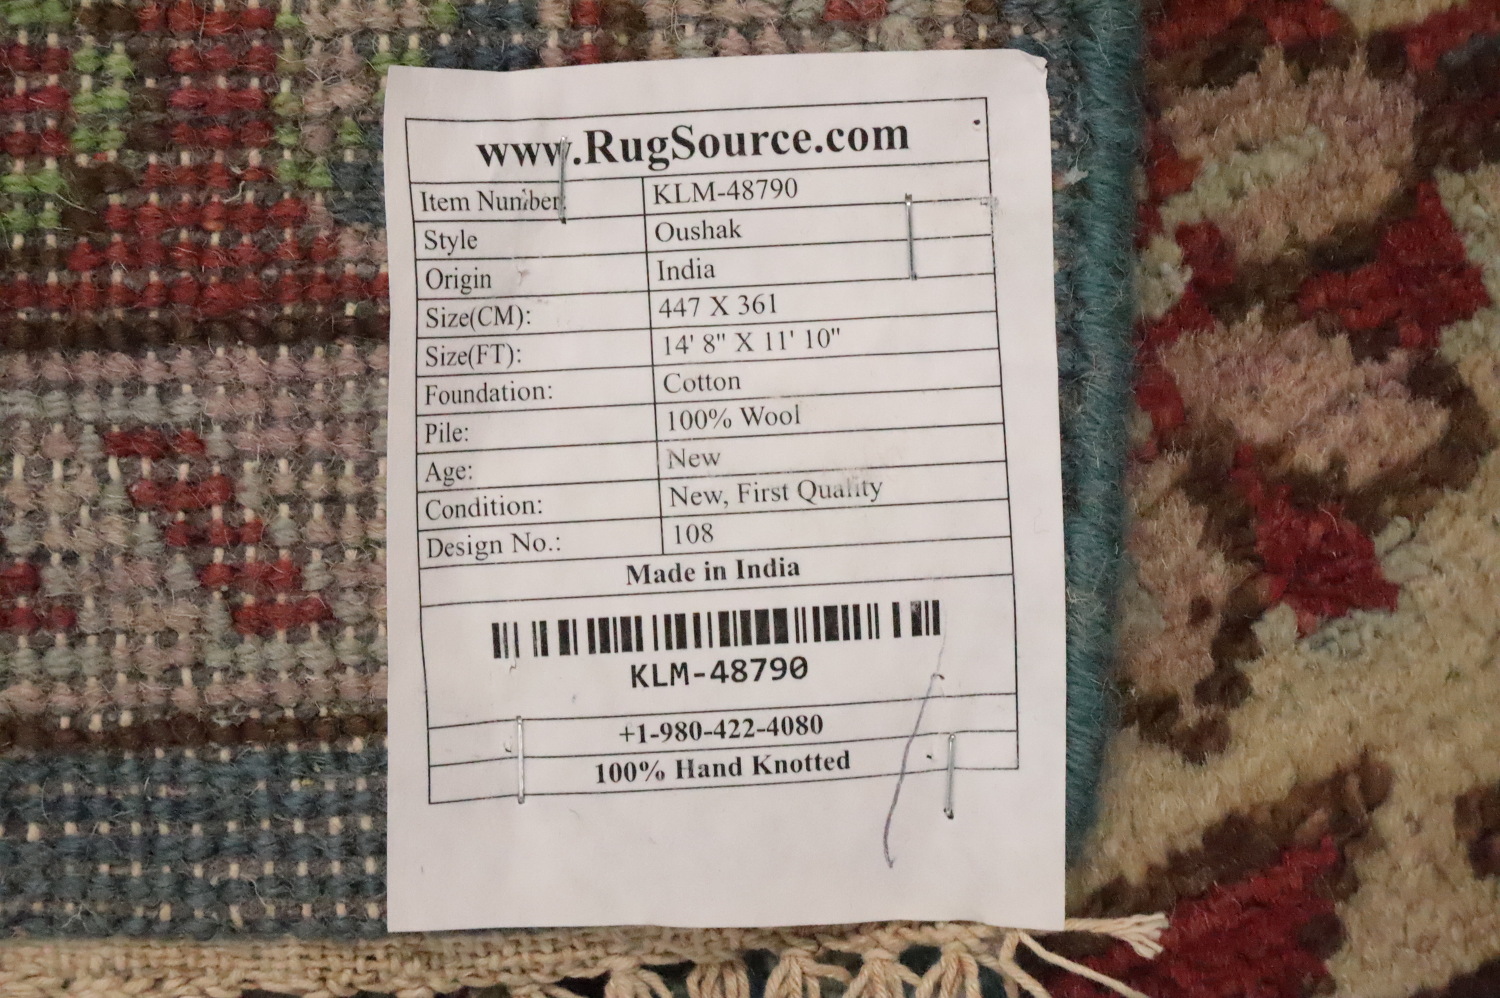 www.RugSource.com
Item Number: KLM-48790
Style Oushak
Origin India
Size(CM): 447 X 361
Size(FT): 14' 8" X 11' 10"
Foundation: Cotton
Pile: 100% Wool
Age: New
Condition: New, First Quality
Design No.: 108
Made in India
KLM-48790
+1-980-422-4080
100% Hand Knotted